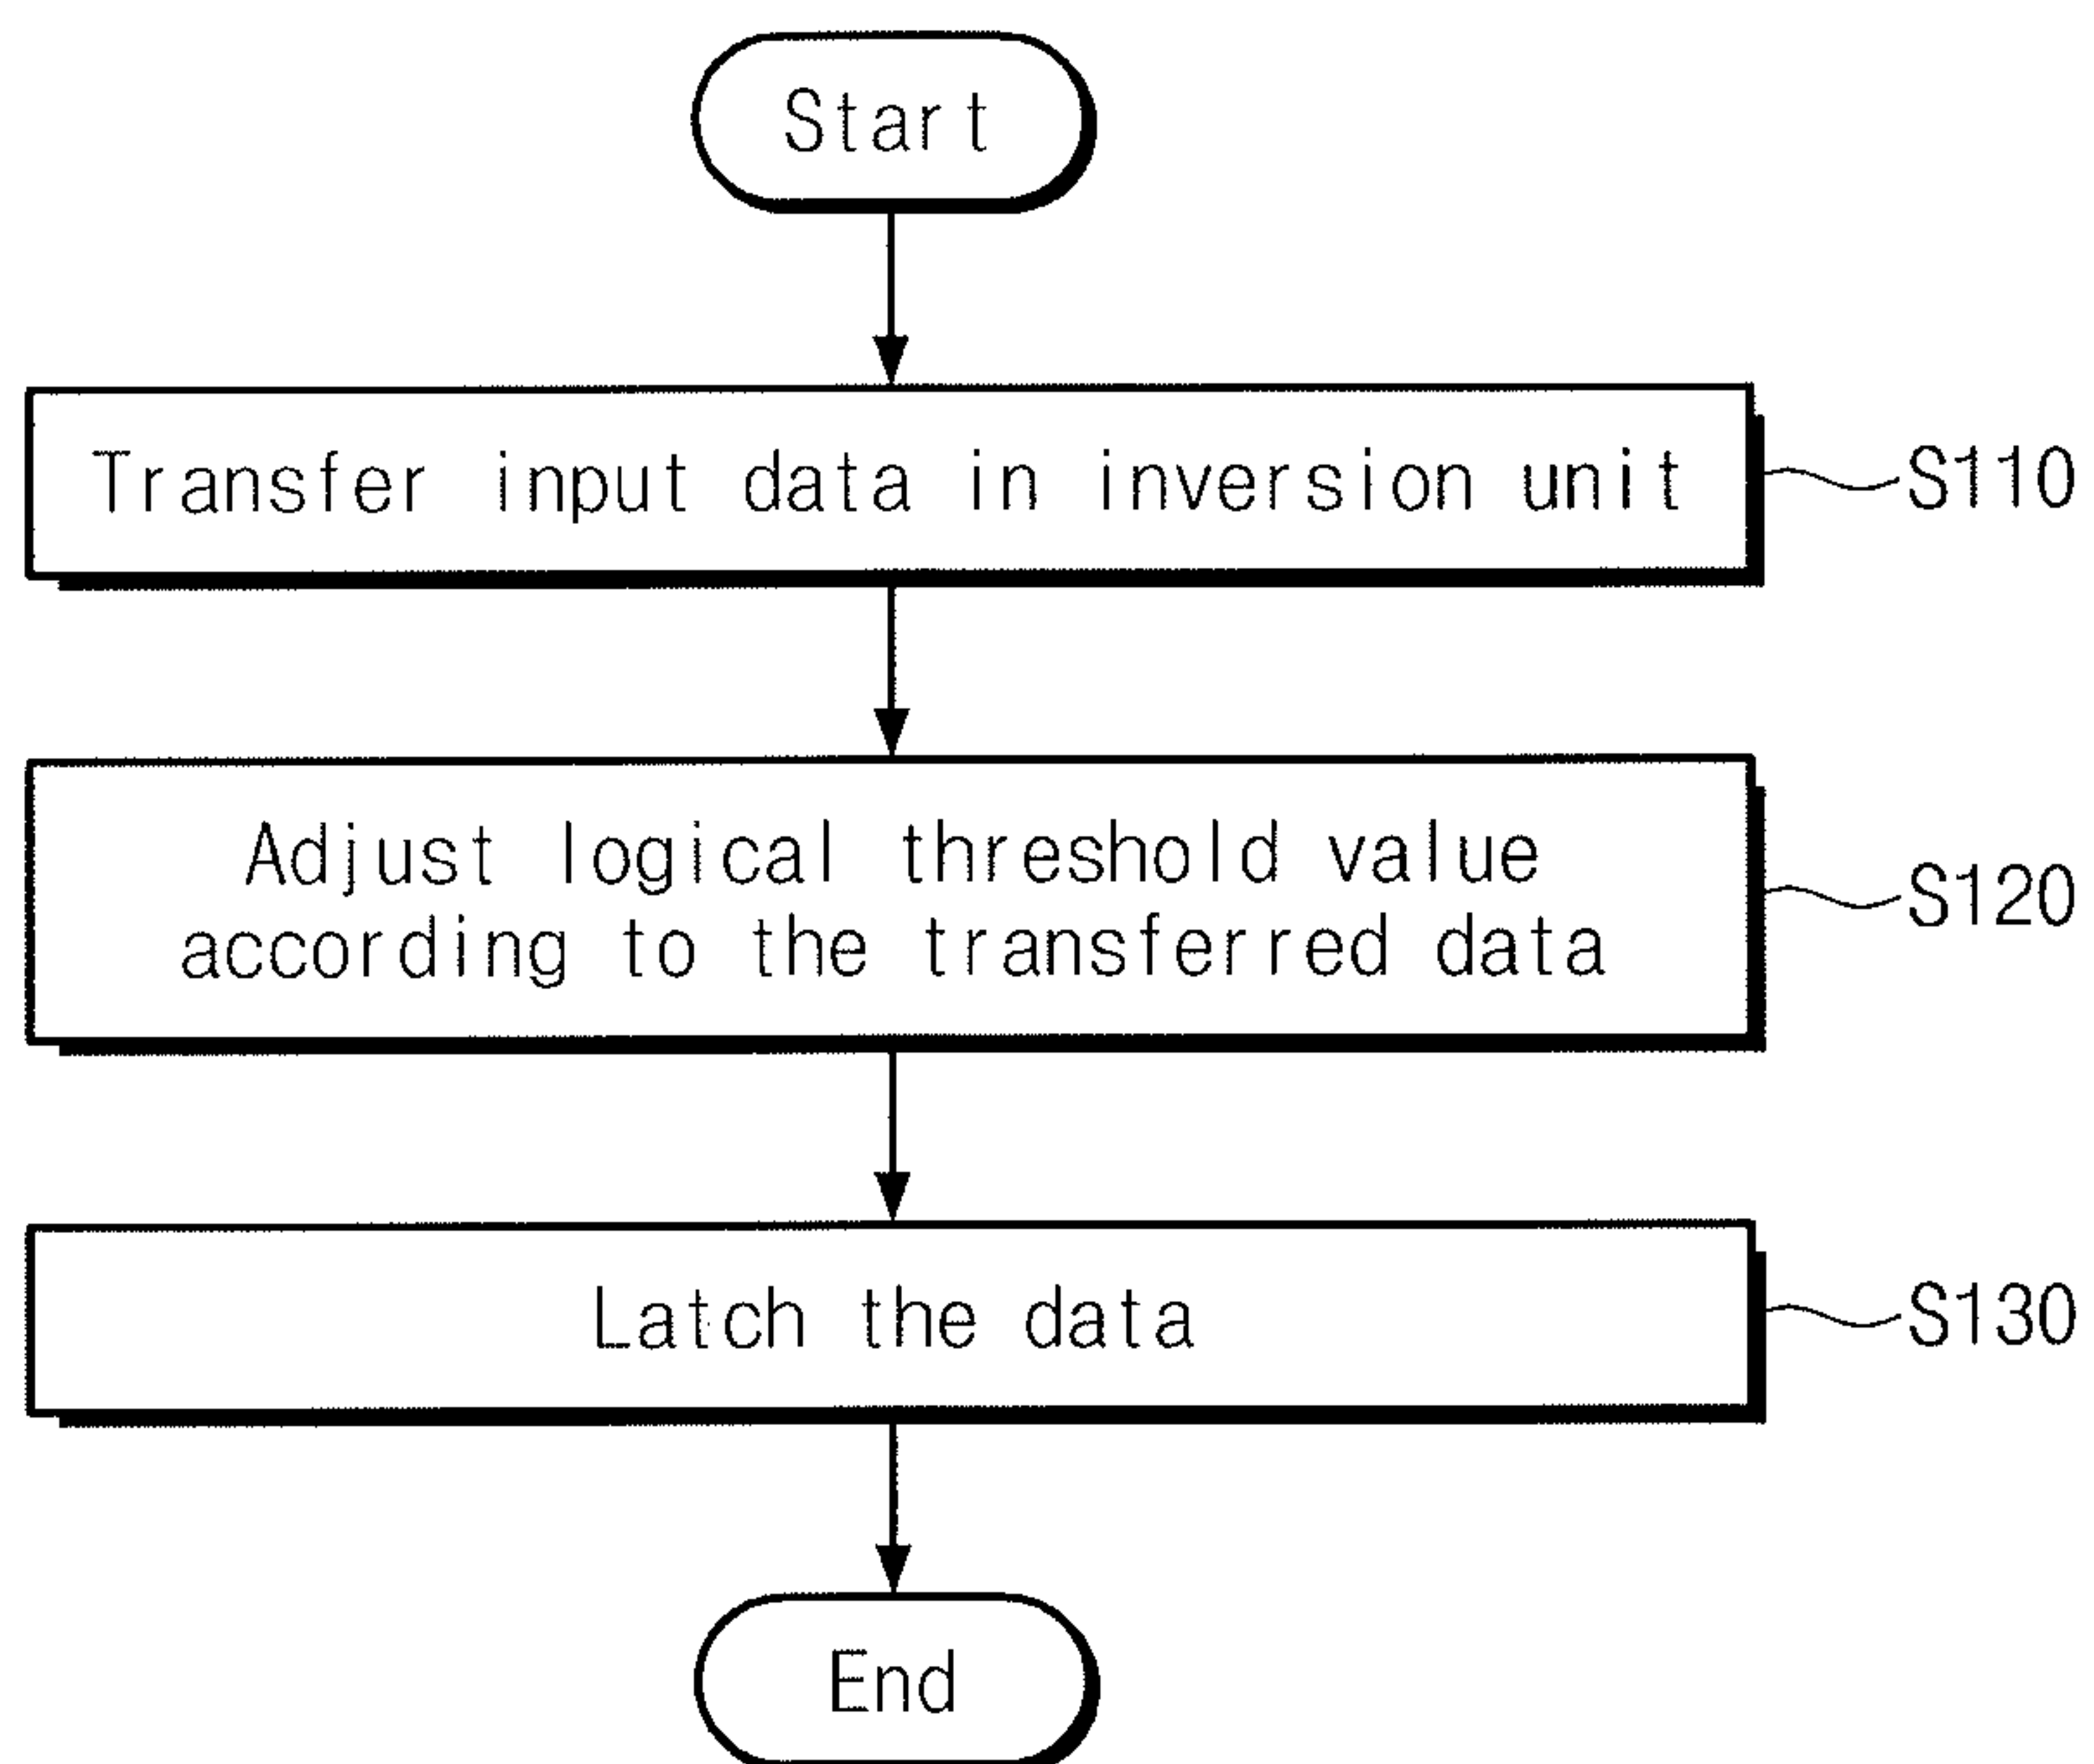 Start
Transfer input data in inversion unit
S110
Adjust logical threshold value
according to the transferred data
S120
Latch the data
S130
End